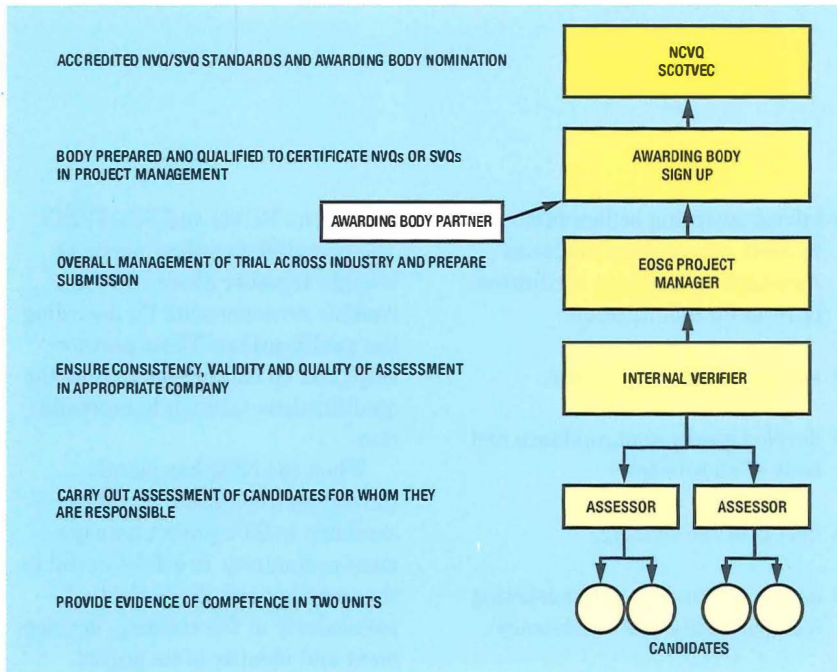 ACCREDITED NVQ/SVQ STANDARDS AND AWARDING BODY NOMINATION
NCVQ
SCOTVEC
BODY PREPARED ANO QUALIFIED TO CERTIFICATE NVQs OR SVQs
IN PROJECT MANAGEMENT
AWARDING BODY
SIGN UP
AWARDING BODY PARTNER
OVERALL MANAGEMENT OF TRIAL ACROSS INDUSTRY AND PREPARE
SUBMISSION
EOSG PROJECT
MANAGER
ENSURE CONSISTENCY, VALIDITY AND QUALITY OF ASSESSMENT
IN APPROPRIATE COMPANY
INTERNAL VERIFIER
CARRY OUT ASSESSMENT OF CANDIDATES FOR WHOM THEY
ARE RESPONSIBLE
ASSESSOR
ASSESSOR
PROVIDE EVIDENCE OF COMPETENCE IN TWO UNITS
CANDIDATES